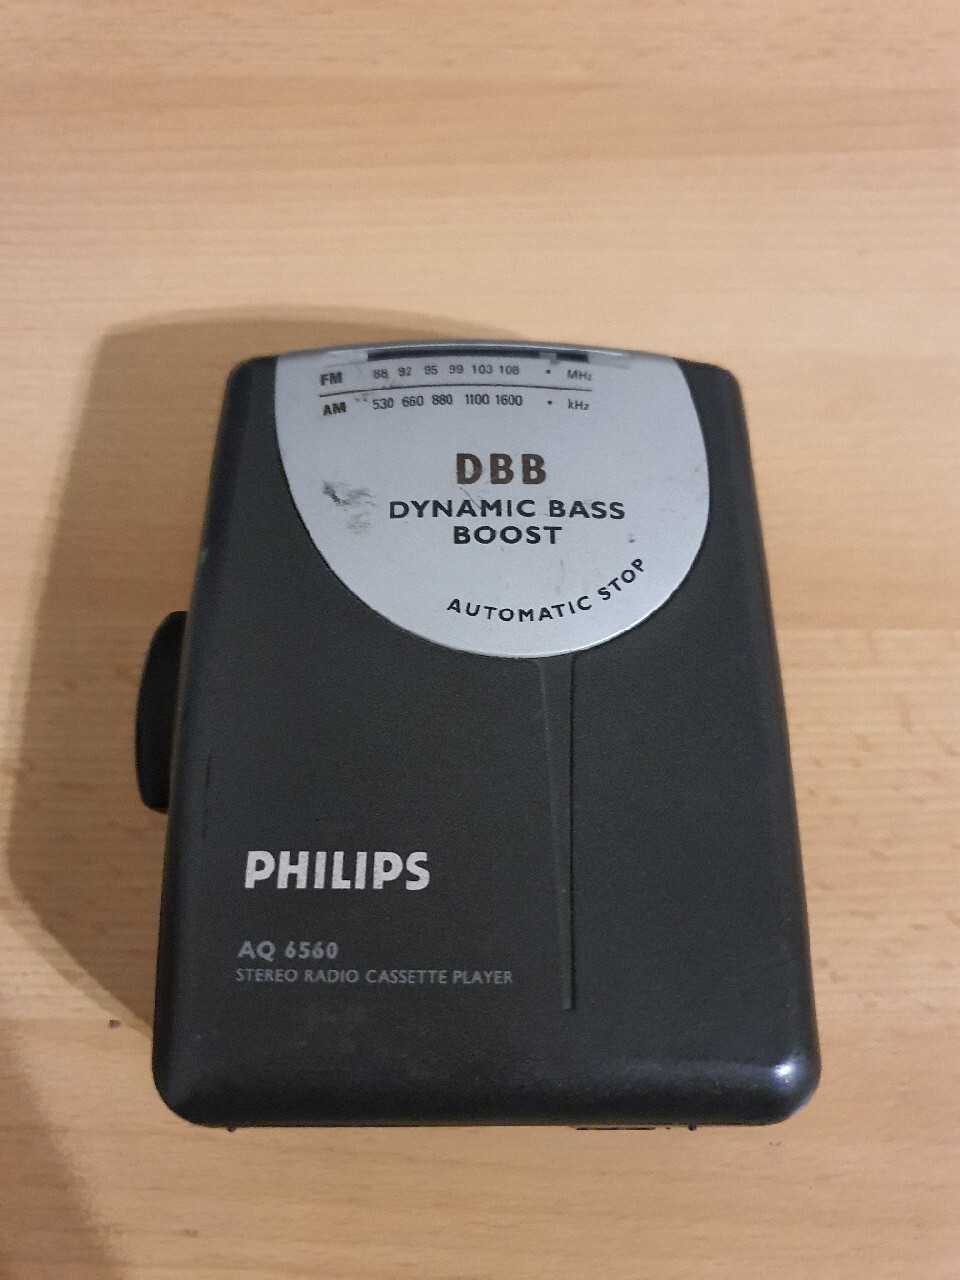 FM 88 92 95 99 103 108 • MHz
AM 530 660 880 1100 1600 • kHz
DBB
DYNAMIC BASS
BOOST
AUTOMATIC STOP
PHILIPS
AQ 6560
STEREO RADIO CASSETTE PLAYER